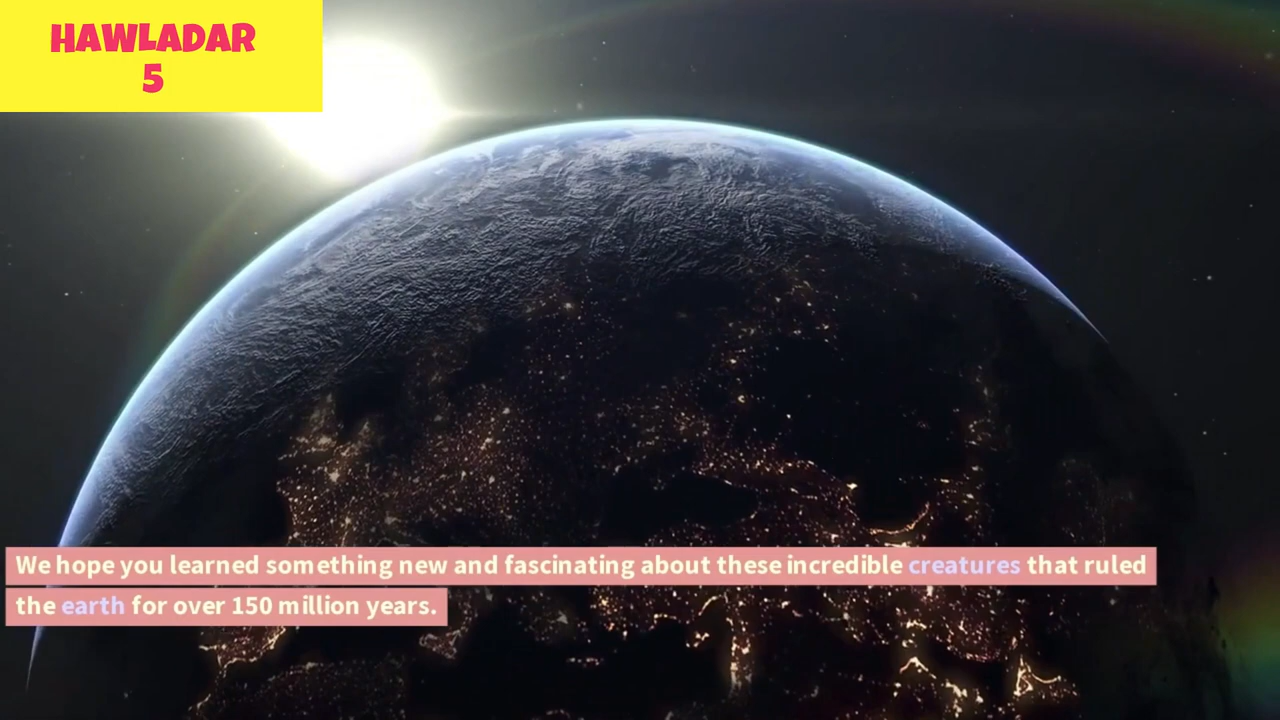 HAWLADAR
5
We hope you learned something new and fascinating about these incredible creatures that ruled
the earth for over 150 million years.